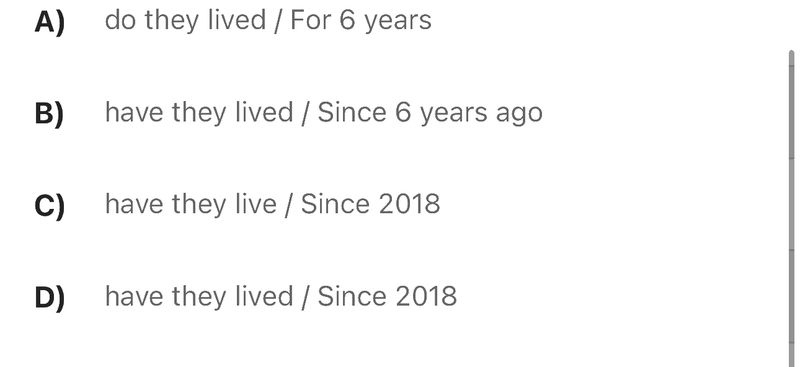 A) do they lived / For 6 years
B) have they lived / Since 6 years ago
C) have they live / Since 2018
D) have they lived / Since 2018